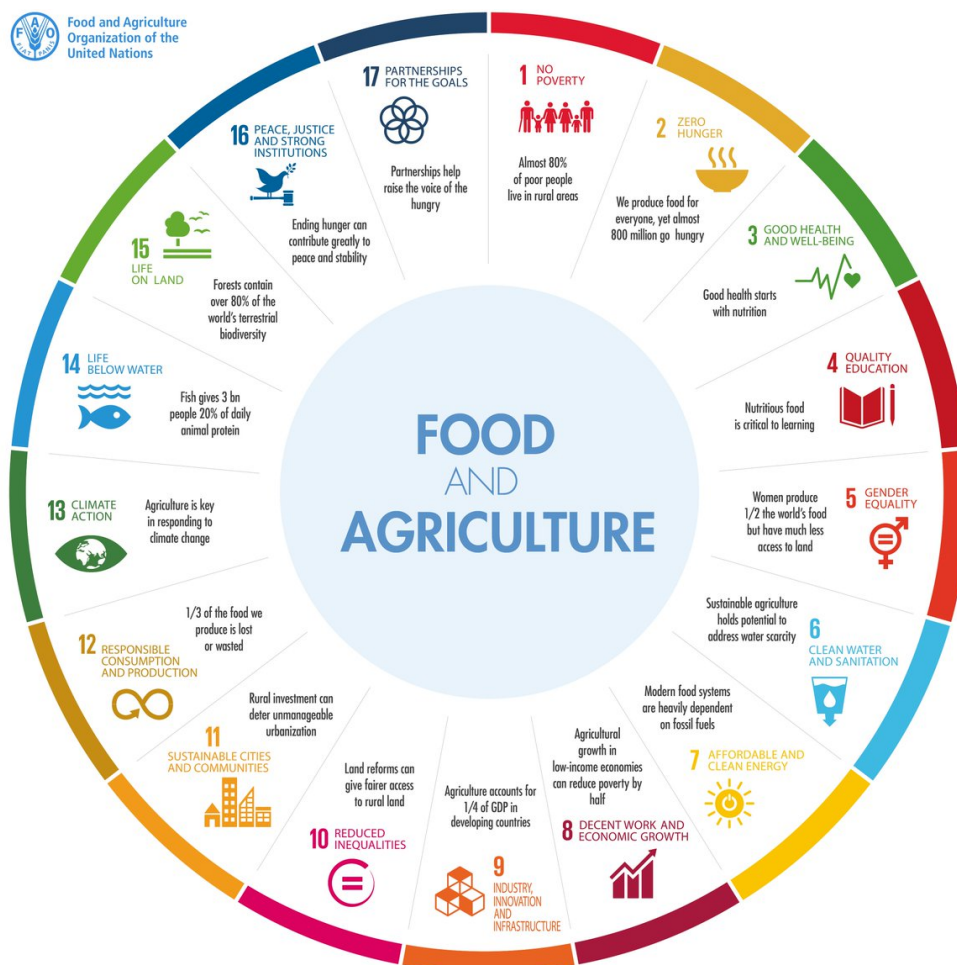 FAO
FIAT PANIS
Food and Agriculture
Organization of the
United Nations
1 NO
POVERTY
Almost 80%
of poor people
live in rural areas
2 ZERO
HUNGER
We produce food for
everyone, yet almost
800 million go hungry
3 GOOD HEALTH
AND WELL-BEING
Good health starts
with nutrition
4 QUALITY
EDUCATION
Nutritious food
is critical to learning
5 GENDER
EQUALITY
Women produce
1/2 the world's food
but have much less
access to land
6
CLEAN WATER
AND SANITATION
Sustainable agriculture
holds potential to
address water scarcity
7 AFFORDABLE AND
CLEAN ENERGY
Modern food systems
are heavily dependent
on fossil fuels
8 DECENT WORK AND
ECONOMIC GROWTH
Agricultural
growth in
low-income economies
can reduce poverty by
half
9
INDUSTRY,
INNOVATION
AND
INFRASTRUCTURE
Agriculture accounts for
1/4 of GDP in
developing countries
10 REDUCED
INEQUALITIES
Land reforms can
give fairer access
to rural land
11
SUSTAINABLE CITIES
AND COMMUNITIES
Rural investment can
deter unmanageable
urbanization
12 RESPONSIBLE
CONSUMPTION
AND PRODUCTION
1/3 of the food we
produce is lost
or wasted
13 CLIMATE
ACTION
Agriculture is key
in responding to
climate change
14 LIFE
BELOW WATER
Fish gives 3 bn
people 20% of daily
animal protein
15
LIFE
ON LAND
Forests contain
over 80% of the
world's terrestrial
biodiversity
16 PEACE, JUSTICE
AND STRONG
INSTITUTIONS
Ending hunger can
contribute greatly to
peace and stability
17 PARTNERSHIPS
FOR THE GOALS
Partnerships help
raise the voice of the
hungry
FOOD
AND
AGRICULTURE